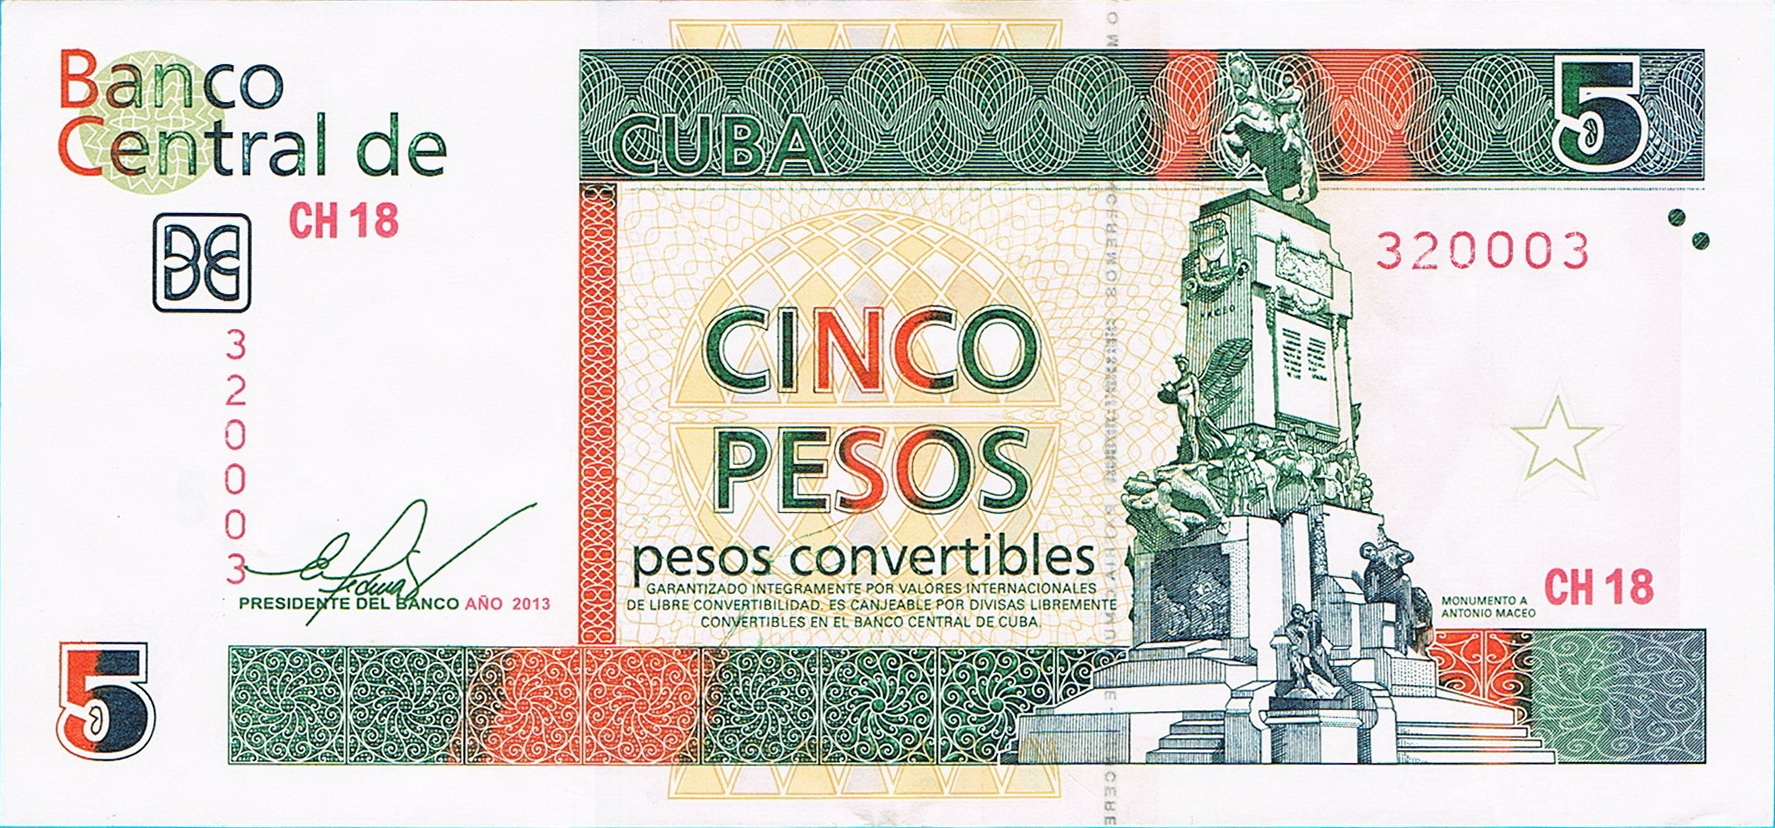 Banco
Central de
CUBA
5
CH 18
320003
320003
CINCO
PESOS
pesos convertibles
GARANTIZADO INTEGRAMENTE POR VALORES INTERNACIONALES
DE LIBRE CONVERTIBILIDAD. ES CANJEABLE POR DIVISAS LIBREMENTE
CONVERTIBLES EN EL BANCO CENTRAL DE CUBA.
PRESIDENTE DEL BANCO AÑO 2013
MONUMENTO A
ANTONIO MACEO
CH 18
5